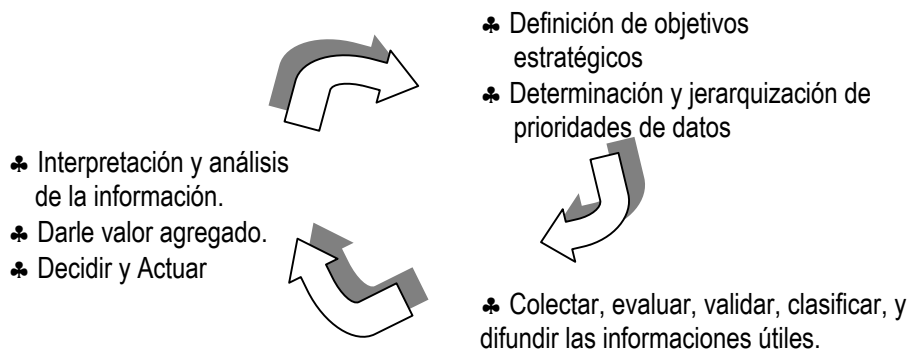 ♣ Definición de objetivos
estratégicos
♣ Determinación y jerarquización de
prioridades de datos
♣ Interpretación y análisis
de la información.
♣ Darle valor agregado.
♣ Decidir y Actuar
♣ Colectar, evaluar, validar, clasificar, y
difundir las informaciones útiles.